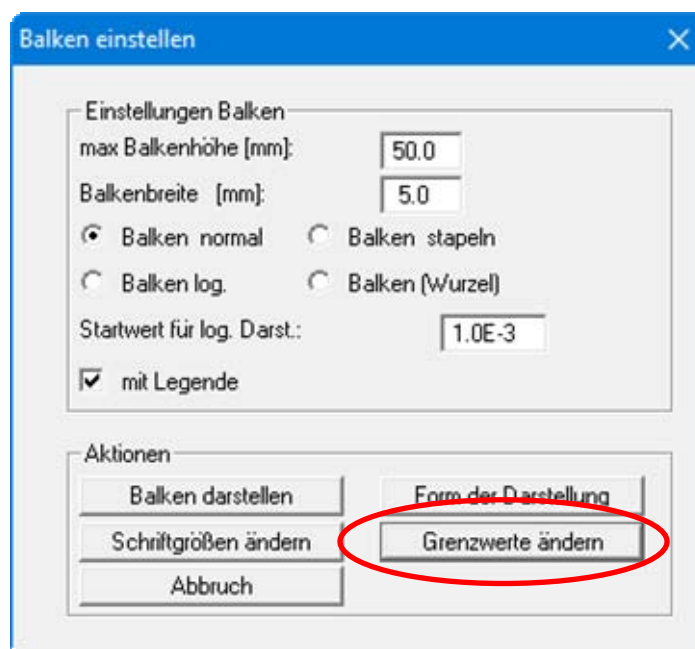 Balken einstellen
Einstellungen Balken
max Balkenhöhe [mm]: 50.0
Balkenbreite [mm]: 5.0
Balken normal Balken stapeln
Balken log. Balken (Wurzel)
Startwert für log. Darst.: 1.0E-3
mit Legende
Aktionen
Balken darstellen Form der Darstellung
Schriftgrößen ändern Grenzwerte ändern
Abbruch